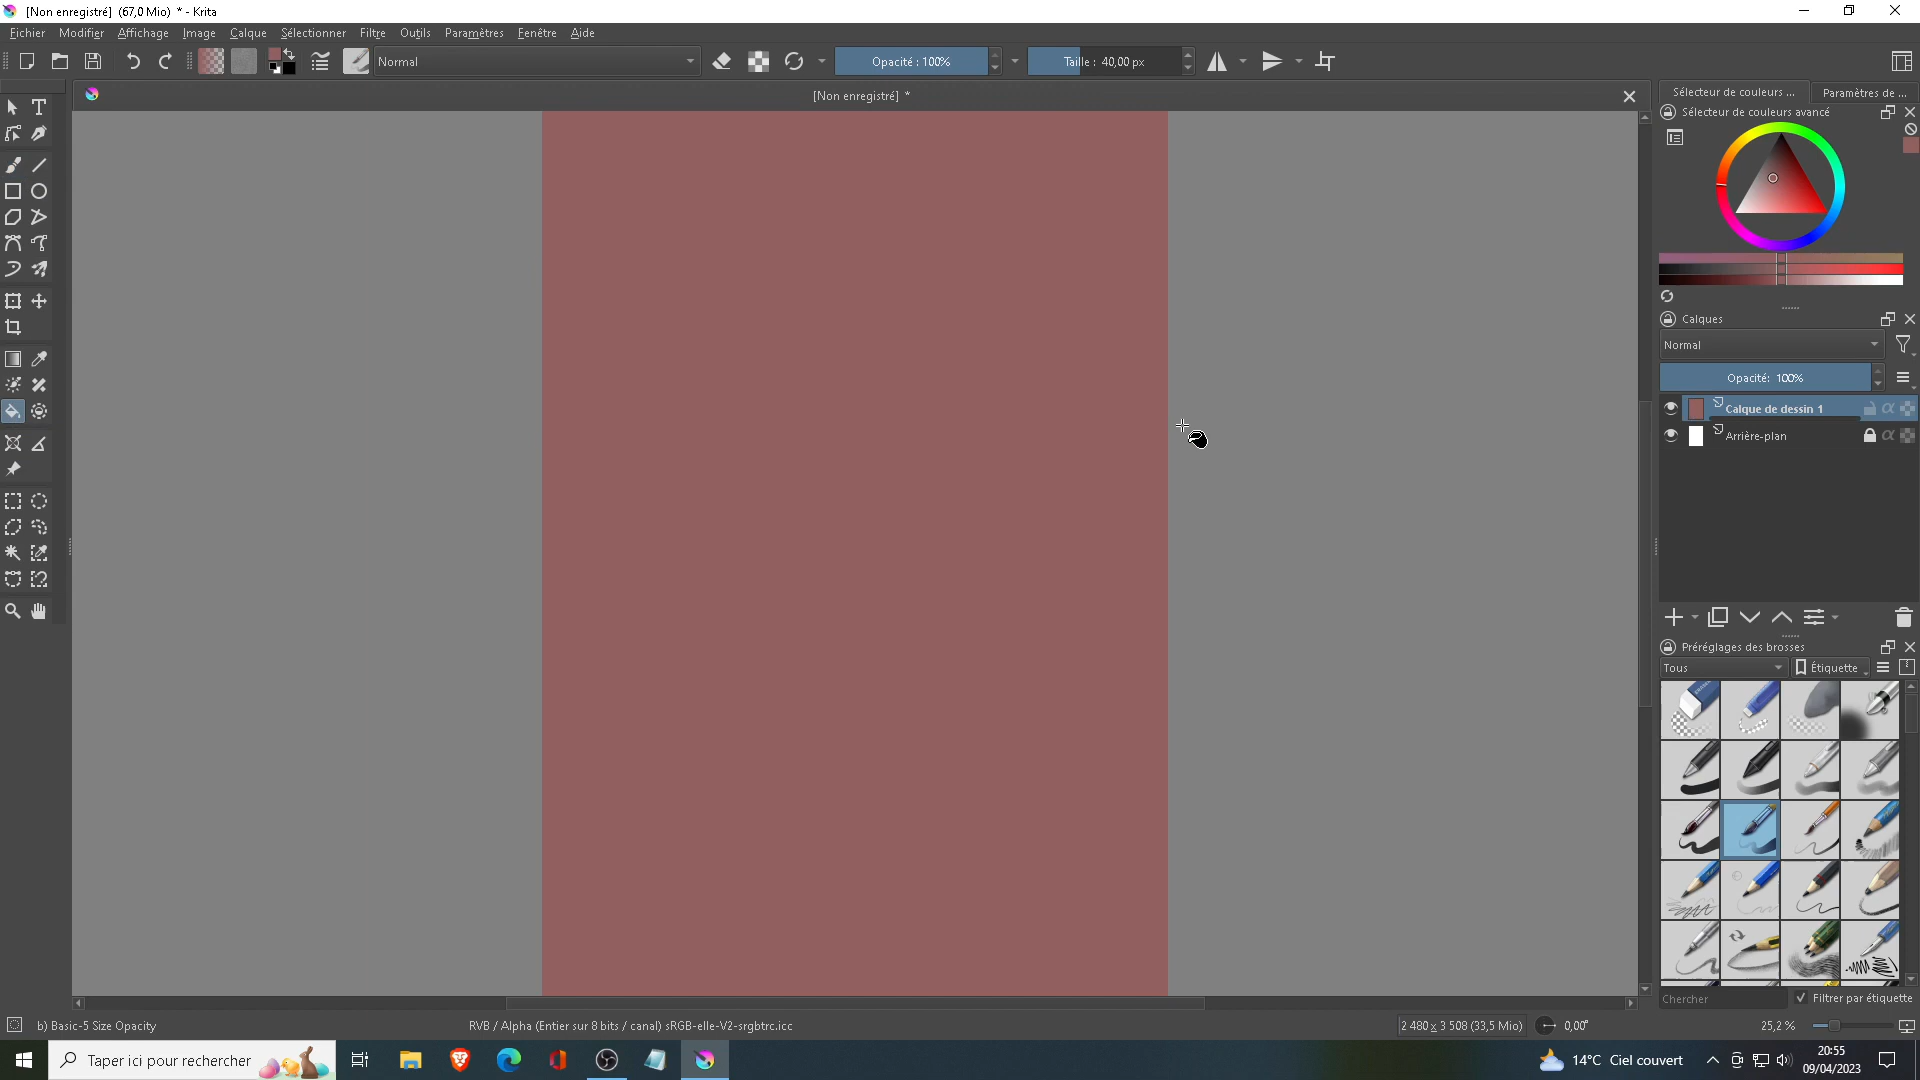 [Non enregistré] (67,0 Mio) * - Krita
Fichier Modifier Affichage Image Calque Sélectionner Filtre Outils Paramètres Fenêtre Aide
Normal
Opacité : 100%
Taille : 40,00 px
[Non enregistré] *
Sélecteur de couleurs ...
Paramètres de ...
Sélecteur de couleurs avancé
Calques
Normal
Opacité: 100%
Calque de dessin 1
Arrière-plan
Préréglages des brosses
Tous
Étiquette
Chercher
Filtrer par étiquette
b) Basic-5 Size Opacity
RVB / Alpha (Entier sur 8 bits / canal) sRGB-elle-V2-srgbtrc.icc
2 480 x 3 508 (33,5 Mio)
0,00°
25,2 %
Taper ici pour rechercher
14°C Ciel couvert
20:55
09/04/2023